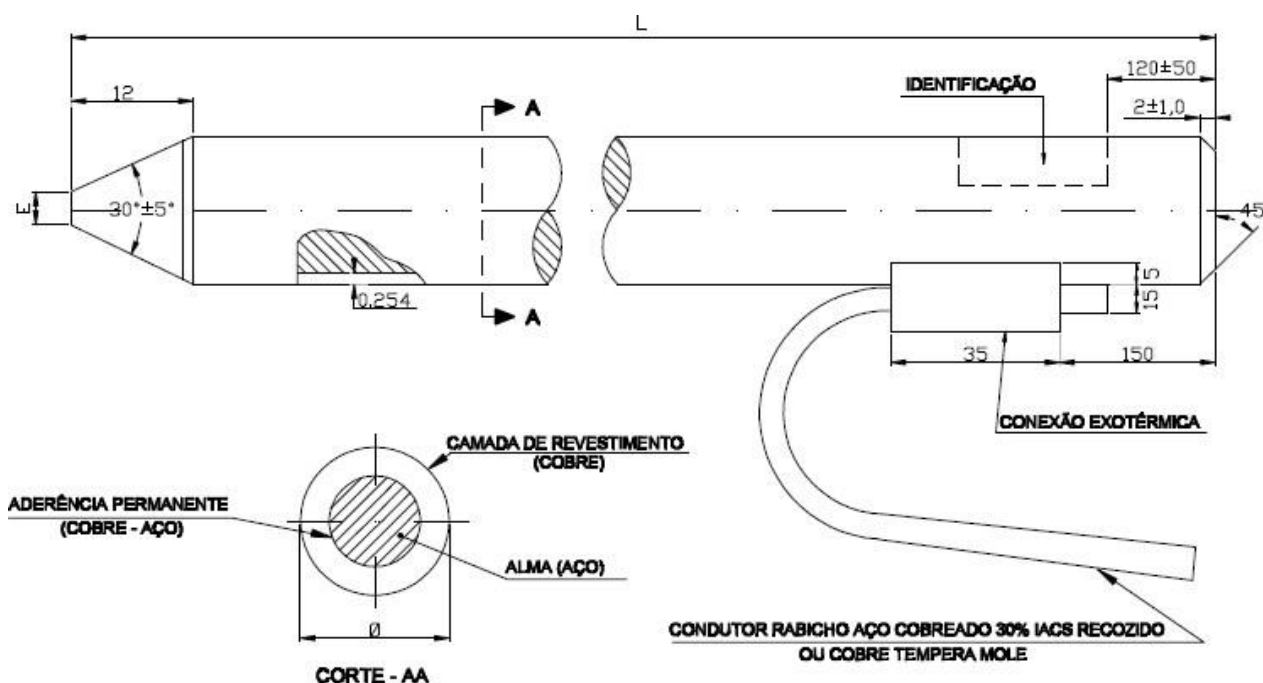 L
120±50
IDENTIFICAÇÃO
12
2±1,0
A
E
30°±5°
45
0,254
A
5
15
35
150
CONEXÃO EXOTÉRMICA
CAMADA DE REVESTIMENTO
(COBRE)
ADERÊNCIA PERMANENTE
(COBRE - AÇO)
ALMA (AÇO)
Ø
CONDUTOR RABICHO AÇO COBREADO 30% IACS RECOZIDO
OU COBRE TEMPERA MOLE
CORTE - AA